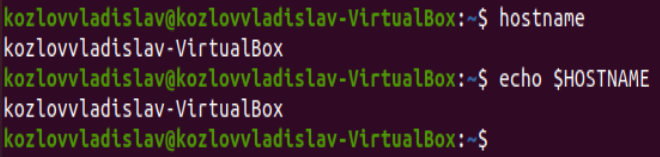 kozlovvladislav@kozlovvladislav-VirtualBox:~$ hostname
kozlovvladislav-VirtualBox
kozlovvladislav@kozlovvladislav-VirtualBox:~$ echo $HOSTNAME
kozlovvladislav-VirtualBox
kozlovvladislav@kozlovvladislav-VirtualBox:~$